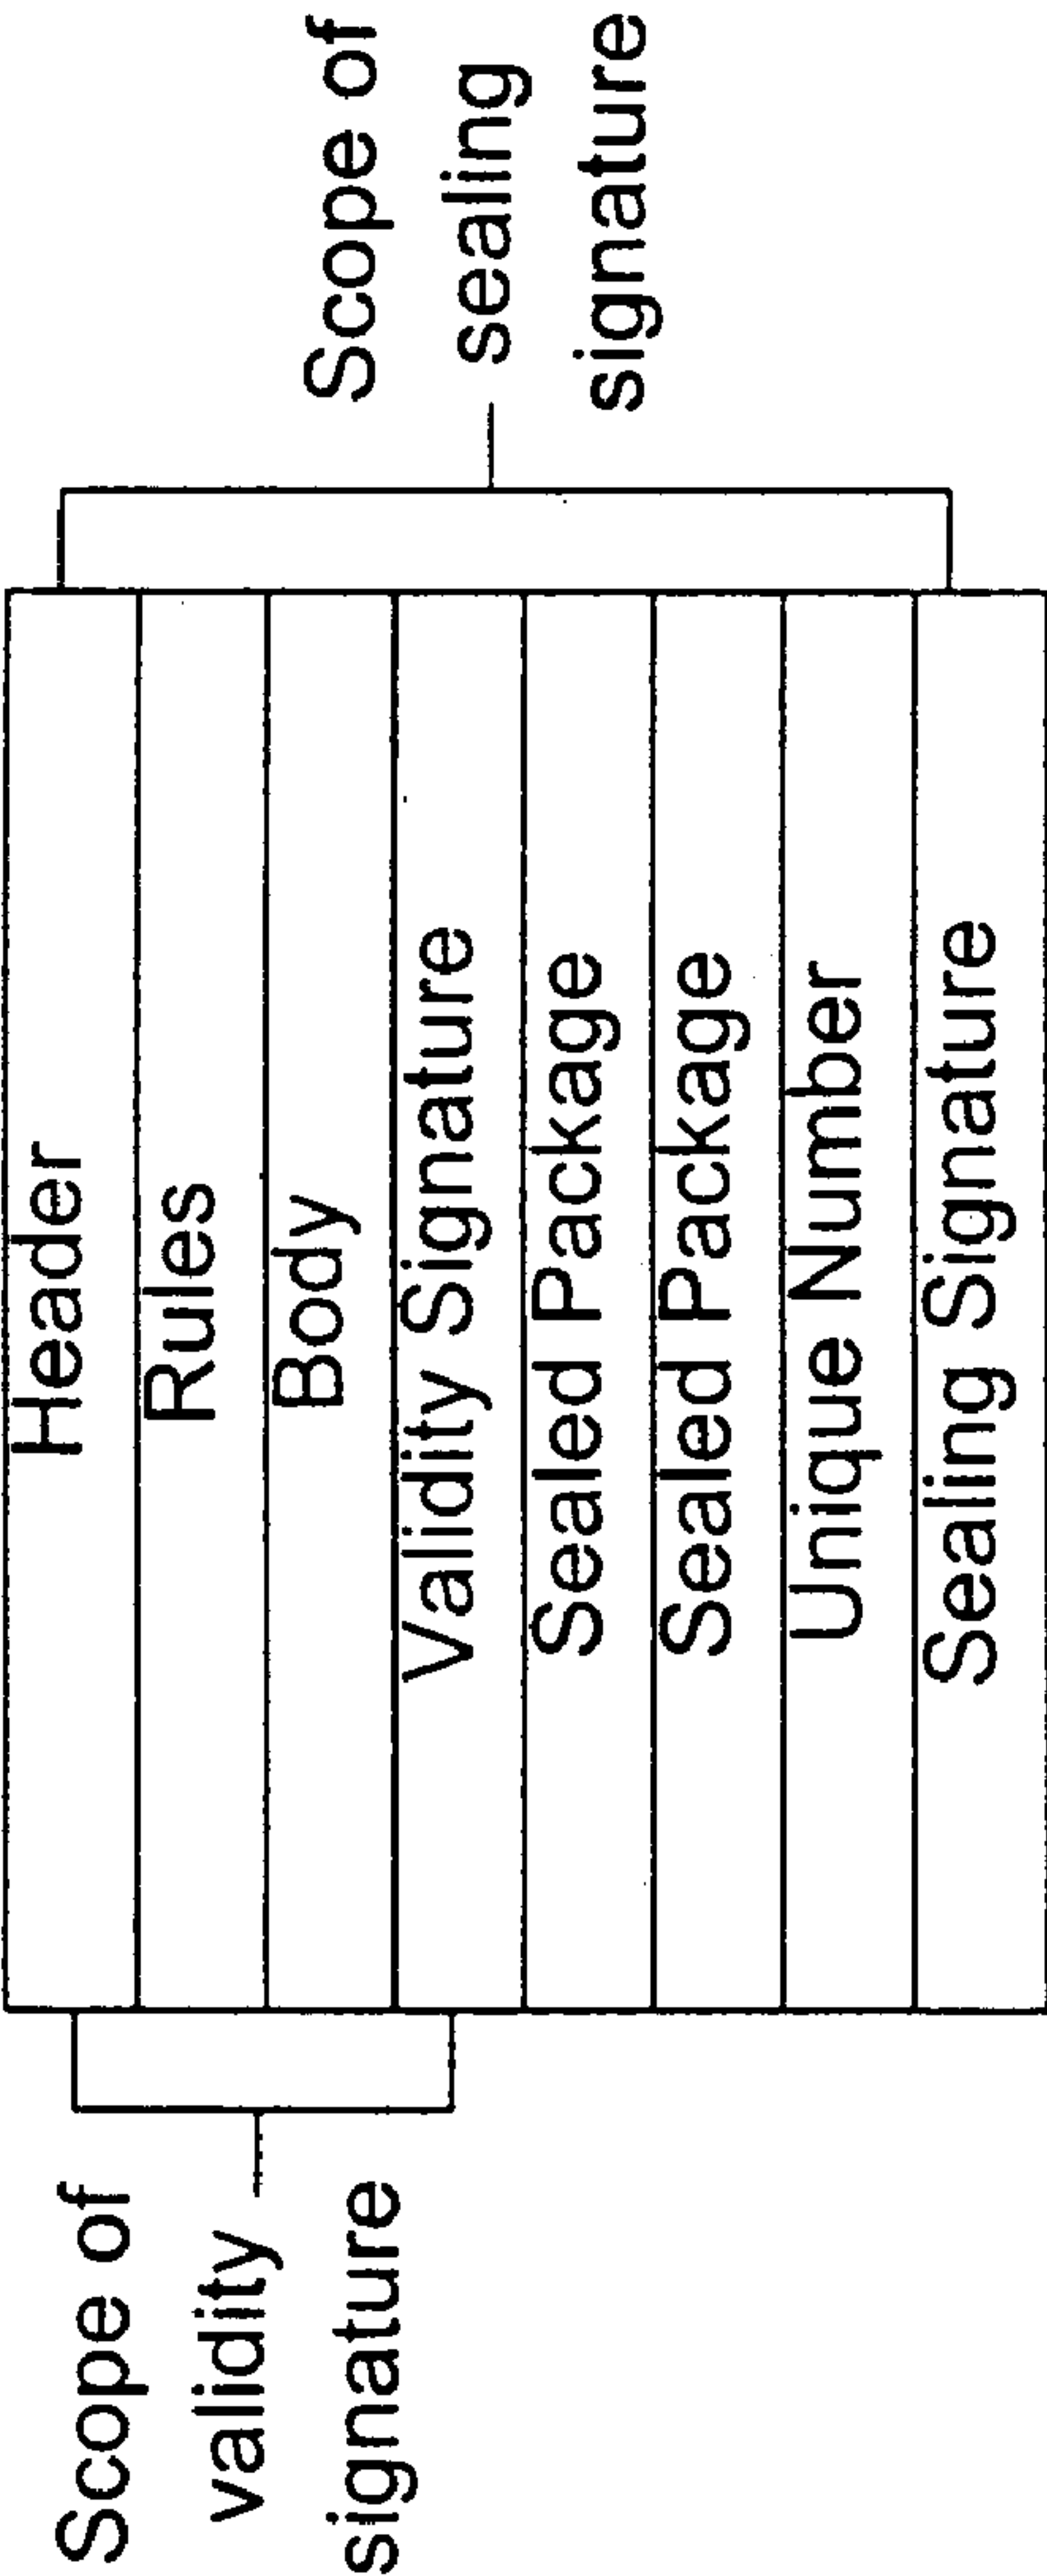 Header
Rules
Body
Validity Signature
Sealed Package
Sealed Package
Unique Number
Sealing Signature
Scope of
validity
signature
Scope of
sealing
signature